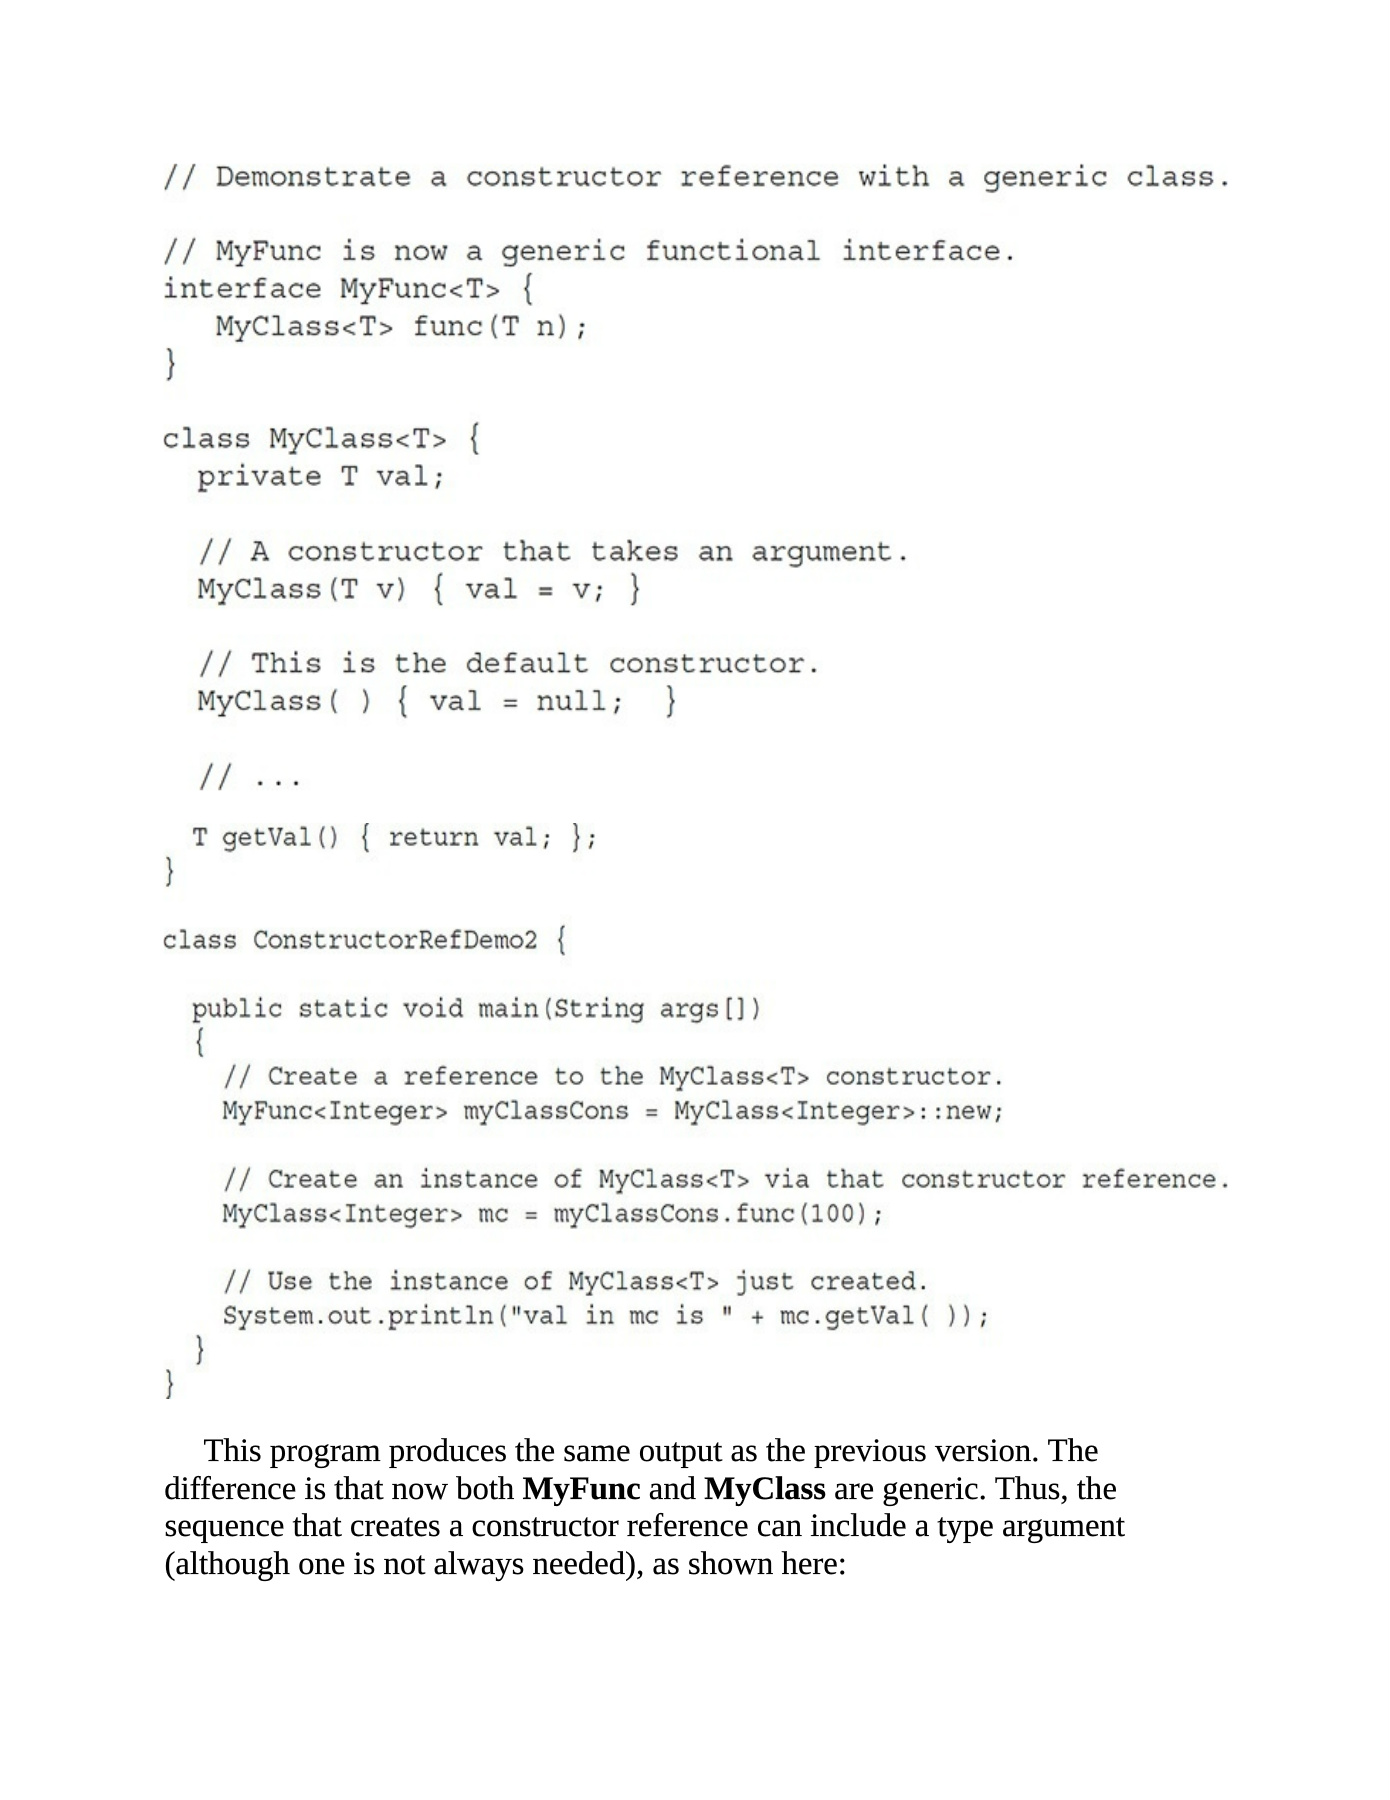 // Demonstrate a constructor reference with a generic class.
// MyFunc is now a generic functional interface.
interface MyFunc<T> {
   MyClass<T> func(T n);
}
class MyClass<T> {
  private T val;
  // A constructor that takes an argument.
  MyClass(T v) { val = v; }
  // This is the default constructor.
  MyClass( ) { val = null;  }
  // ...
  T getVal() { return val; };
}
class ConstructorRefDemo2 {
  public static void main(String args[])
  {
    // Create a reference to the MyClass<T> constructor.
    MyFunc<Integer> myClassCons = MyClass<Integer>::new;
    // Create an instance of MyClass<T> via that constructor reference.
    MyClass<Integer> mc = myClassCons.func(100);
    // Use the instance of MyClass<T> just created.
    System.out.println("val in mc is " + mc.getVal( ));
  }
}
This program produces the same output as the previous version. The
difference is that now both MyFunc and MyClass are generic. Thus, the
sequence that creates a constructor reference can include a type argument
(although one is not always needed), as shown here: